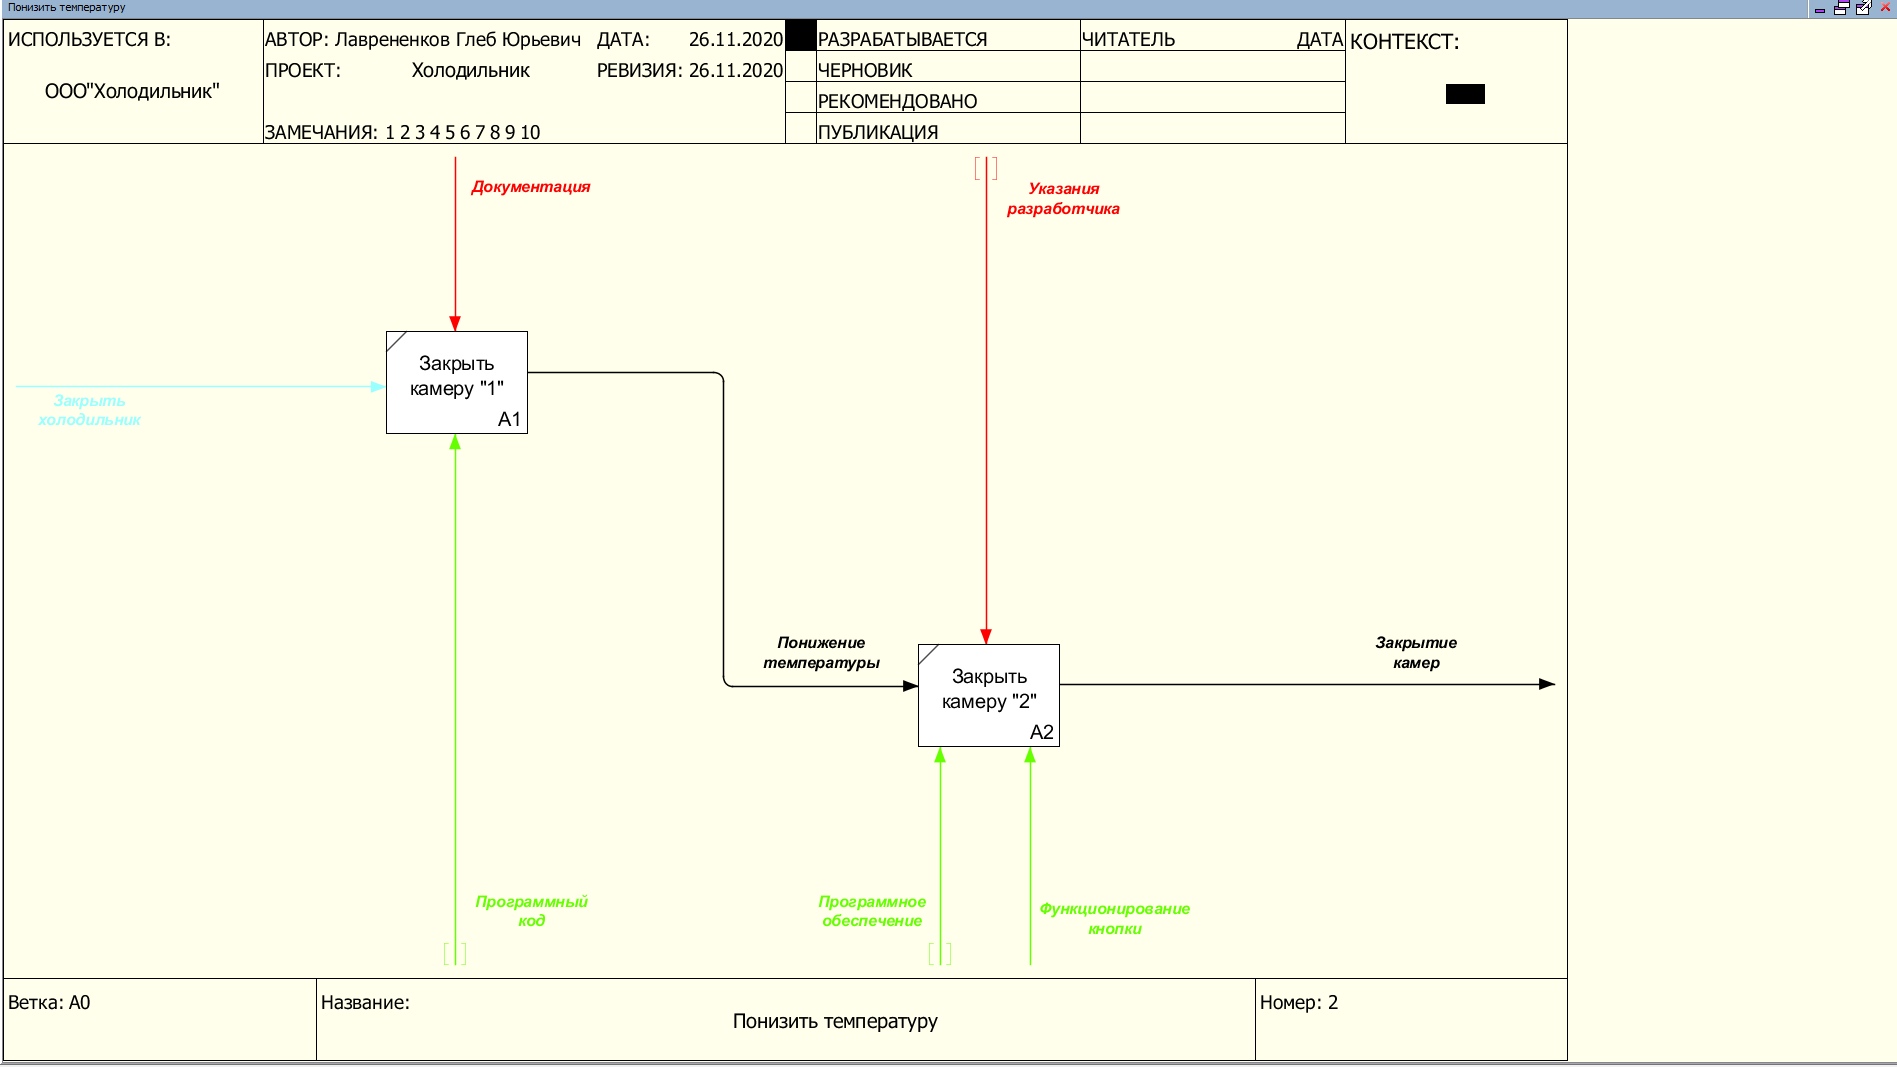 Понизить температуру
ИСПОЛЬЗУЕТСЯ В:
ООО"Холодильник"
АВТОР: Лаврененков Глеб Юрьевич ДАТА: 26.11.2020
ПРОЕКТ: Холодильник РЕВИЗИЯ: 26.11.2020
ЗАМЕЧАНИЯ: 1 2 3 4 5 6 7 8 9 10
РАЗРАБАТЫВАЕТСЯ
ЧЕРНОВИК
РЕКОМЕНДОВАНО
ПУБЛИКАЦИЯ
ЧИТАТЕЛЬ ДАТА
КОНТЕКСТ:
Документация
Указания
разработчика
Закрыть
камеру "1"
A1
Закрыть
холодильник
Понижение
температуры
Закрыть
камеру "2"
A2
Закрытие
камер
Программный
код
Программное
обеспечение
Функционирование
кнопки
Ветка: A0
Название:
Понизить температуру
Номер: 2